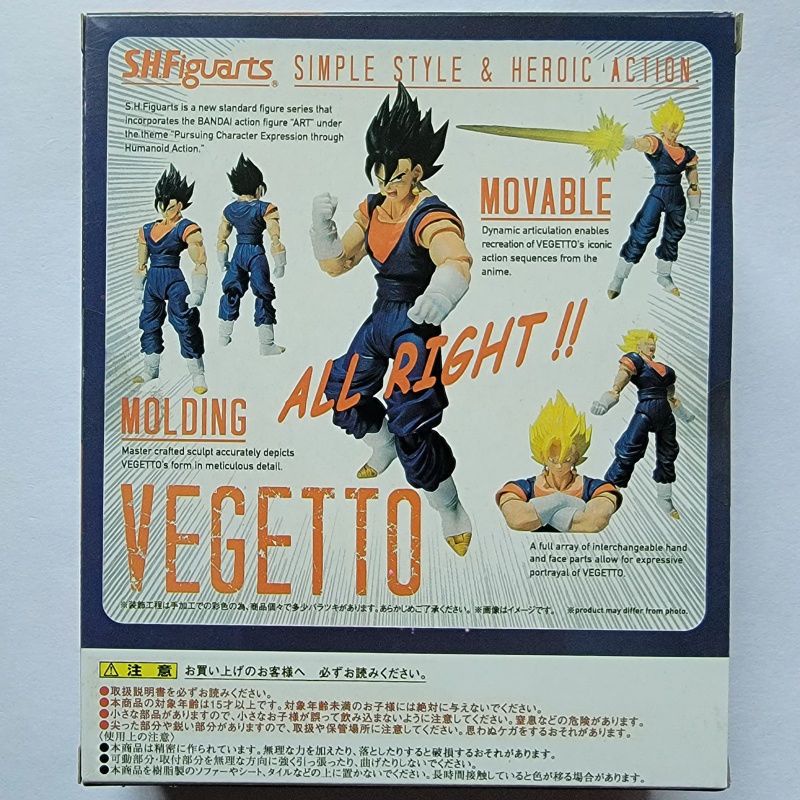 S.H.Figuarts® SIMPLE STYLE & HEROIC ACTION
S.H.Figuarts is a new standard figure series that
incorporates the BANDAI action figure "ART" under
the theme "Pursuing Character Expression through
Humanoid Action."
MOVABLE
Dynamic articulation enables
recreation of VEGETTO's iconic
action sequences from the
anime.
ALL RIGHT!!
MOLDING
Master crafted sculpt accurately depicts
VEGETTO's form in meticulous detail.
VEGETTO
A full array of interchangeable hand
and face parts allow for expressive
portrayal of VEGETTO.
※装飾工程は手加工での彩色の為、商品個々で多少バラツキがあります。あらかじめご了承ください。※画像はイメージです。 ※product may differ from photo.
⚠注意 お買い上げのお客様へ 必ずお読みください。
●取扱説明書を必ずお読みください。
●本商品の対象年齢は15才以上です。対象年齢未満のお子様には絶対に与えないでください。
●小さな部品がありますので、小さなお子様が誤って飲み込まないように注意してください。窒息などの危険があります。
●尖った部分や鋭い部分がありますので、取扱や保管場所に注意してください。思わぬケガをするおそれがあります。
〈使用上の注意〉
●本商品は精密に作られています。無理な力を加えたり、落としたりすると破損するおそれがあります。
●可動部分・取付部分を無理な方向に強く引っ張ったり、曲げたりしないでください。
●本商品を樹脂製のソファーやシート、タイルなどの上に置かないでください。長時間接触していると色が移る場合があります。